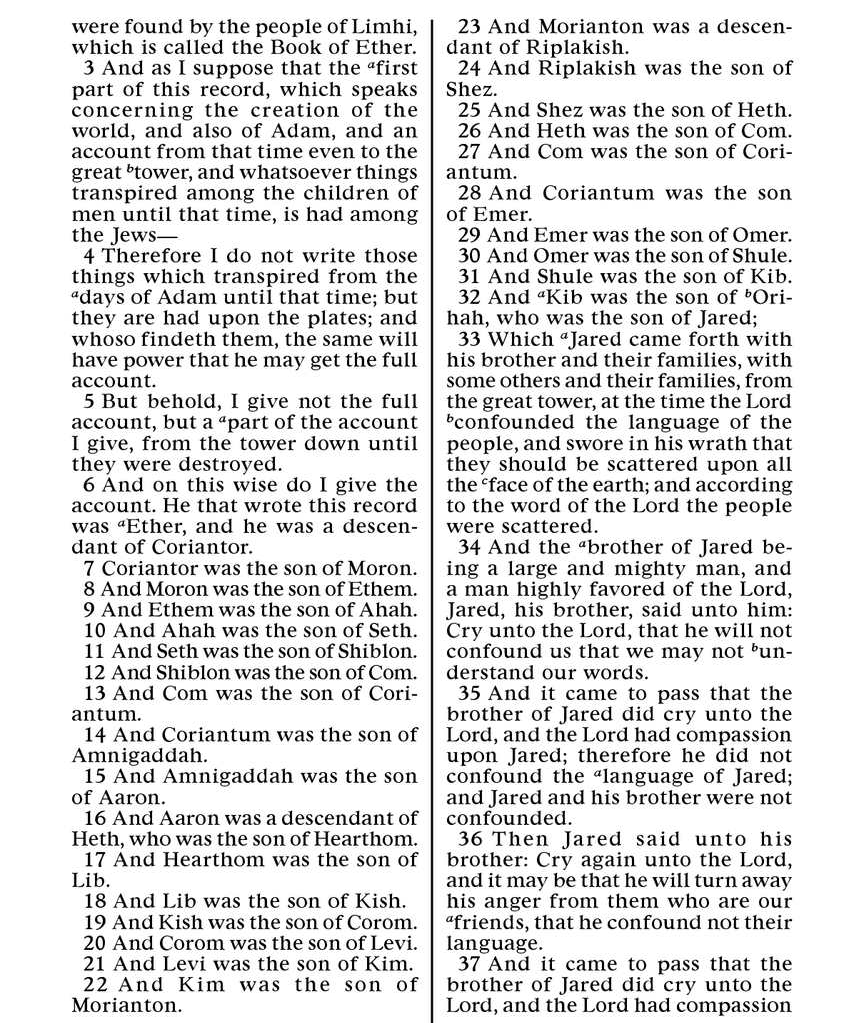 were found by the people of Limhi,
which is called the Book of Ether.
3 And as I suppose that the afirst
part of this record, which speaks
concerning the creation of the
world, and also of Adam, and an
account from that time even to the
great btower, and whatsoever things
transpired among the children of
men until that time, is had among
the Jews—
4 Therefore I do not write those
things which transpired from the
adays of Adam until that time; but
they are had upon the plates; and
whoso findeth them, the same will
have power that he may get the full
account.
5 But behold, I give not the full
account, but a apart of the account
I give, from the tower down until
they were destroyed.
6 And on this wise do I give the
account. He that wrote this record
was aEther, and he was a descen-
dant of Coriantor.
7 Coriantor was the son of Moron.
8 And Moron was the son of Ethem.
9 And Ethem was the son of Ahah.
10 And Ahah was the son of Seth.
11 And Seth was the son of Shiblon.
12 And Shiblon was the son of Com.
13 And Com was the son of Cori-
antum.
14 And Coriantum was the son of
Amnigaddah.
15 And Amnigaddah was the son
of Aaron.
16 And Aaron was a descendant of
Heth, who was the son of Hearthom.
17 And Hearthom was the son of
Lib.
18 And Lib was the son of Kish.
19 And Kish was the son of Corom.
20 And Corom was the son of Levi.
21 And Levi was the son of Kim.
22 And Kim was the son of
Morianton.
23 And Morianton was a descen-
dant of Riplakish.
24 And Riplakish was the son of
Shez.
25 And Shez was the son of Heth.
26 And Heth was the son of Com.
27 And Com was the son of Cori-
antum.
28 And Coriantum was the son
of Emer.
29 And Emer was the son of Omer.
30 And Omer was the son of Shule.
31 And Shule was the son of Kib.
32 And aKib was the son of bOri-
hah, who was the son of Jared;
33 Which aJared came forth with
his brother and their families, with
some others and their families, from
the great tower, at the time the Lord
bconfounded the language of the
people, and swore in his wrath that
they should be scattered upon all
the cface of the earth; and according
to the word of the Lord the people
were scattered.
34 And the abrother of Jared be-
ing a large and mighty man, and
a man highly favored of the Lord,
Jared, his brother, said unto him:
Cry unto the Lord, that he will not
confound us that we may not bun-
derstand our words.
35 And it came to pass that the
brother of Jared did cry unto the
Lord, and the Lord had compassion
upon Jared; therefore he did not
confound the alanguage of Jared;
and Jared and his brother were not
confounded.
36 Then Jared said unto his
brother: Cry again unto the Lord,
and it may be that he will turn away
his anger from them who are our
afriends, that he confound not their
language.
37 And it came to pass that the
brother of Jared did cry unto the
Lord, and the Lord had compassion